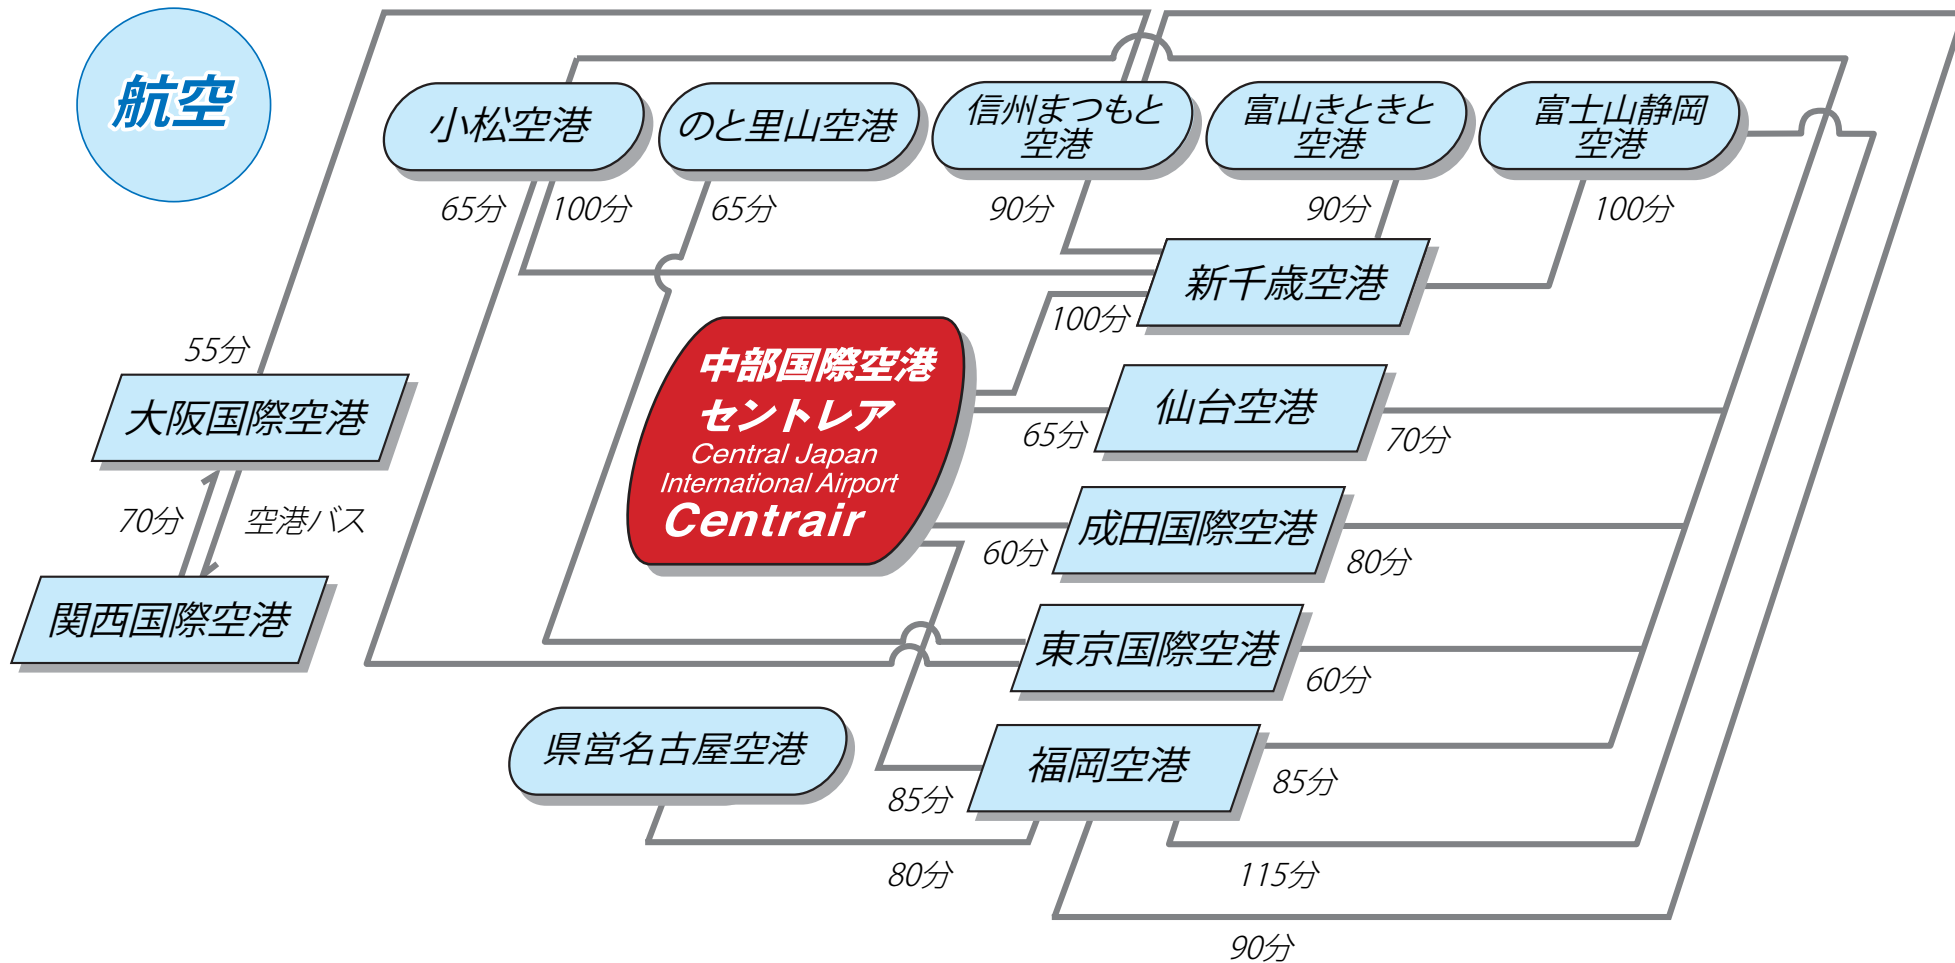 航空
小松空港
のと里山空港
信州まつもと
空港
富山きときと
空港
富士山静岡
空港
65分
100分
65分
90分
90分
100分
新千歳空港
100分
中部国際空港
セントレア
Central Japan
International Airport
Centrair
55分
大阪国際空港
仙台空港
65分
70分
70分
空港バス
成田国際空港
60分
80分
関西国際空港
東京国際空港
60分
県営名古屋空港
福岡空港
85分
85分
80分
115分
90分